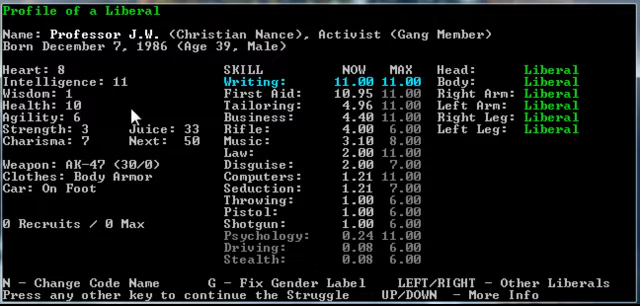 Profile of a Liberal
Name: Professor J.W. (Christian Nance), Activist (Gang Member)
Born December 7, 1986 (Age 39, Male)
Heart: 8 SKILL NOW MAX Head: Liberal
Intelligence: 11 Writing: 11.00 11.00 Body: Liberal
Wisdom: 1 First Aid: 10.95 11.00 Right Arm: Liberal
Health: 10 Tailoring: 4.96 11.00 Left Arm: Liberal
Agility: 6 Business: 4.40 11.00 Right Leg: Liberal
Strength: 3 Juice: 33 Rifle: 4.00 6.00 Left Leg: Liberal
Charisma: 7 Next: 50 Music: 3.10 8.00
Law: 2.00 11.00
Weapon: AK-47 (30/0) Disguise: 2.00 7.00
Clothes: Body Armor Computers: 1.21 11.00
Car: On Foot Seduction: 1.21 7.00
Throwing: 1.00 6.00
Pistol: 1.00 6.00
0 Recruits / 0 Max Shotgun: 1.00 6.00
Psychology: 0.24 11.00
Driving: 0.08 6.00
Stealth: 0.08 6.00
N - Change Code Name G - Fix Gender Label LEFT/RIGHT - Other Liberals
Press any other key to continue the Struggle UP/DOWN - More Info